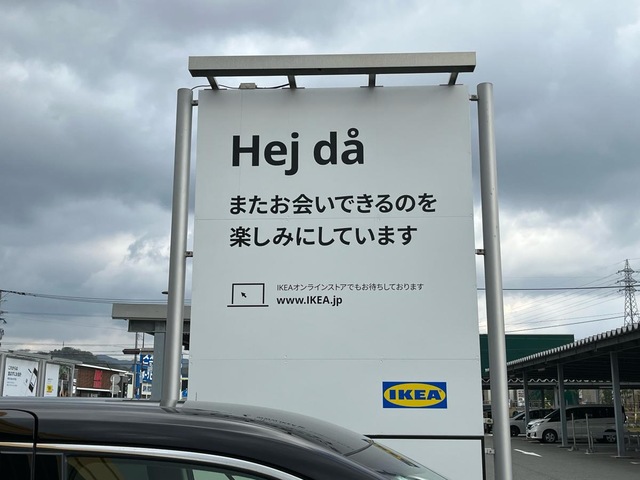 Hej då
またお会いできるのを
楽しみにしています
IKEAオンラインストアでもお待ちしております
www.IKEA.jp
IKEA